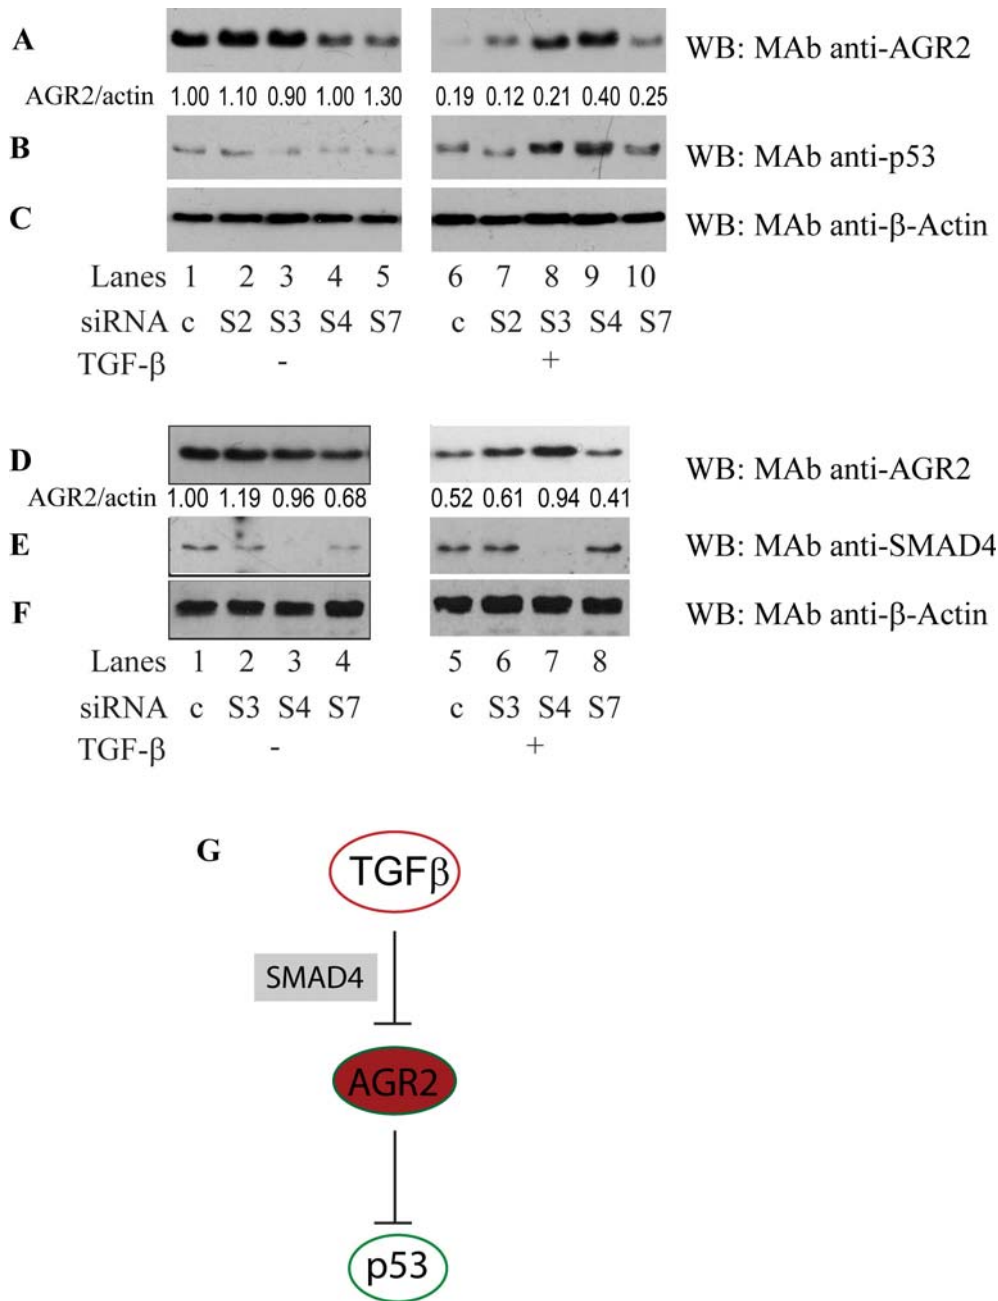 A WB: MAb anti-AGR2
AGR2/actin 1.00 1.10 0.90 1.00 1.30 0.19 0.12 0.21 0.40 0.25
B WB: MAb anti-p53
C WB: MAb anti-β-Actin
Lanes 1 2 3 4 5 6 7 8 9 10
siRNA c S2 S3 S4 S7 c S2 S3 S4 S7
TGF-β - +
D WB: MAb anti-AGR2
AGR2/actin 1.00 1.19 0.96 0.68 0.52 0.61 0.94 0.41
E WB: MAb anti-SMAD4
F WB: MAb anti-β-Actin
Lanes 1 2 3 4 5 6 7 8
siRNA c S3 S4 S7 c S3 S4 S7
TGF-β - +
G
TGFβ
SMAD4
AGR2
p53